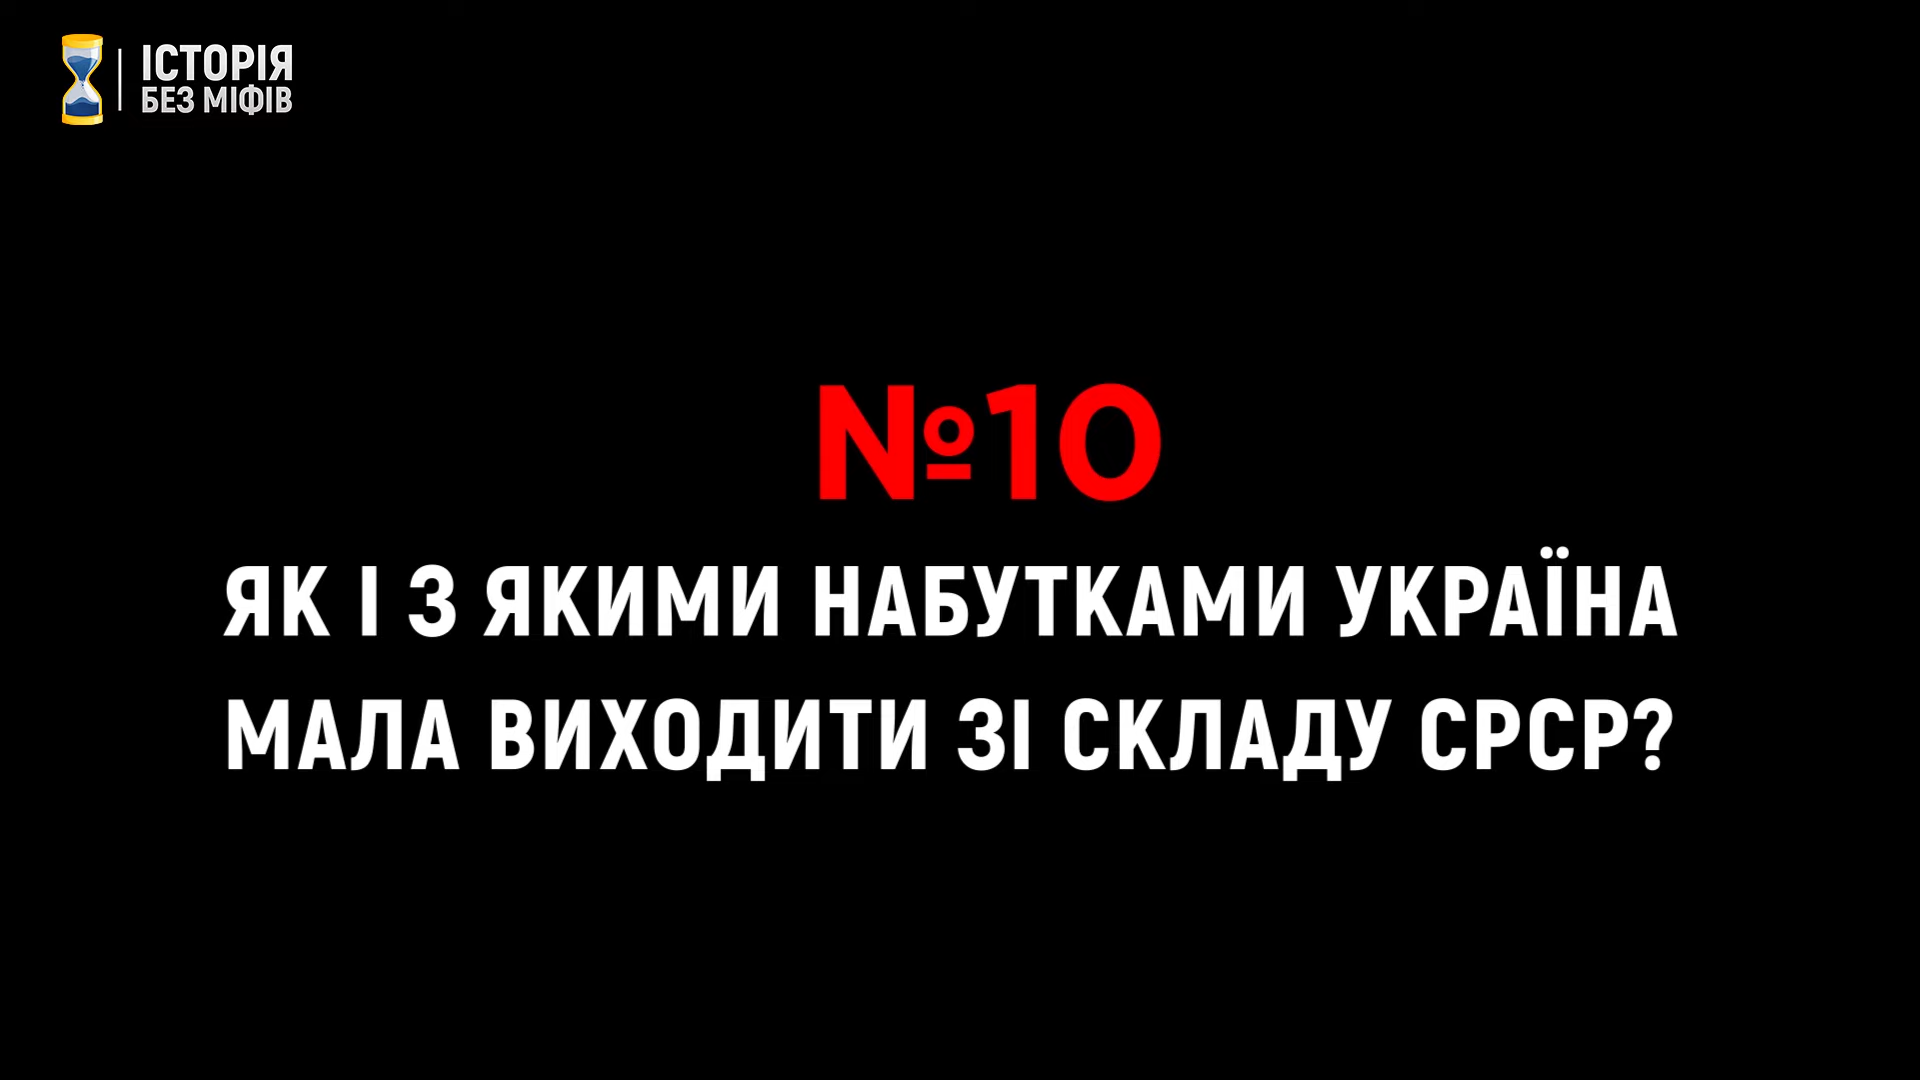 ІСТОРІЯ
БЕЗ МІФІВ
№10
ЯК І З ЯКИМИ НАБУТКАМИ УКРАЇНА
МАЛА ВИХОДИТИ ЗІ СКЛАДУ СРСР?